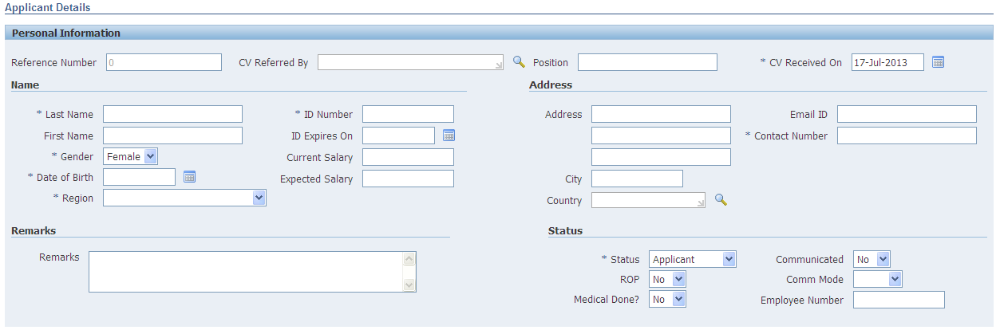 Applicant Details
Personal Information
Reference Number 0 CV Referred By Position * CV Received On 17-Jul-2013
Name Address
* Last Name * ID Number Address Email ID
First Name ID Expires On * Contact Number
* Gender Female Current Salary
* Date of Birth Expected Salary City
* Region Country
Remarks Status
Remarks * Status Applicant Communicated No
ROP No Comm Mode
Medical Done? No Employee Number